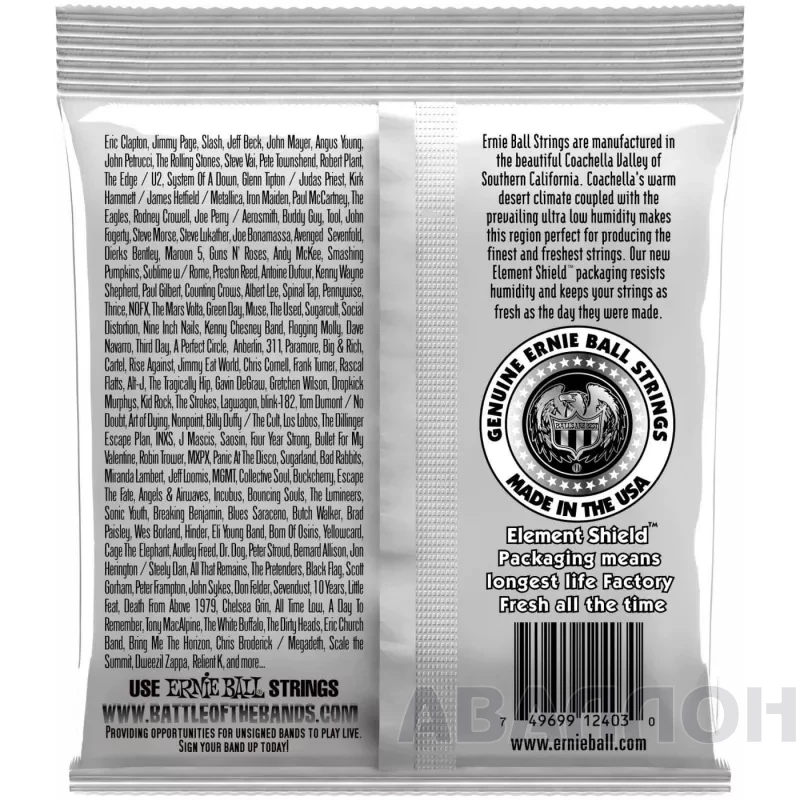 Eric Clapton, Jimmy Page, Slash, Jeff Beck, John Mayer, Angus Young,
John Petrucci, The Rolling Stones, Steve Vai, Pete Townshend, Robert Plant,
The Edge / U2, System Of A Down, Glenn Tipton / Judas Priest, Kirk
Hammett / James Hetfield / Metallica, Iron Maiden, Paul McCartney, The
Eagles, Rodney Crowell, Joe Perry / Aerosmith, Buddy Guy, Tool, John
Fogerty, Steve Morse, Steve Lukather, Joe Bonamassa, Avenged Sevenfold,
Dierks Bentley, Maroon 5, Guns N' Roses, Andy McKee, Smashing
Pumpkins, Sublime w/ Rome, Preston Reed, Antoine Dufour, Kenny Wayne
Shepherd, Paul Gilbert, Counting Crows, Albert Lee, Spinal Tap, Pennywise,
Thrice, NOFX, The Mars Volta, Green Day, Muse, The Used, Sugarcult, Social
Distortion, Nine Inch Nails, Kenny Chesney Band, Flogging Molly, Dave
Navarro, Third Day, A Perfect Circle, Anberlin, 311, Paramore, Big & Rich,
Cartel, Rise Against, Jimmy Eat World, Chris Cornell, Frank Turner, Rascal
Flatts, Alt-J, The Tragically Hip, Gavin DeGraw, Gretchen Wilson, Dropkick
Murphys, Kid Rock, The Strokes, Lagwagon, blink-182, Tom Dumont / No
Doubt, Art of Dying, Nonpoint, Billy Duffy / The Cult, Los Lobos, The Dillinger
Escape Plan, INXS, J Mascis, Saosin, Four Year Strong, Bullet For My
Valentine, Robin Trower, MXPX, Panic At The Disco, Sugarland, Bad Rabbits,
Miranda Lambert, Jeff Loomis, MGMT, Collective Soul, Buckcherry, Escape
The Fate, Angels & Airwaves, Incubus, Bouncing Souls, The Lumineers,
Sonic Youth, Breaking Benjamin, Blues Saraceno, Butch Walker, Brad
Paisley, Wes Borland, Hinder, Eli Young Band, Born Of Osiris, Yellowcard,
Cage The Elephant, Audley Freed, Dr. Dog, Peter Stroud, Bernard Allison, Jon
Herington / Steely Dan, All That Remains, The Pretenders, Black Flag, Scott
Gorham, Peter Frampton, John Sykes, Don Felder, Sevendust, 10 Years, Little
Feat, Death From Above 1979, Chelsea Grin, All Time Low, A Day To
Remember, Tony MacAlpine, The White Buffalo, The Dirty Heads, Eric Church
Band, Bring Me The Horizon, Chris Broderick / Megadeth, Scale the
Summit, Dweezil Zappa, Relient K, and more...
USE ERNIE BALL STRINGS
WWW.BATTLEOFTHEBANDS.COM
PROVIDING OPPORTUNITIES FOR UNSIGNED BANDS TO PLAY LIVE.
SIGN YOUR BAND UP TODAY!
Ernie Ball Strings are manufactured in
the beautiful Coachella Valley of
Southern California. Coachella's warm
desert climate coupled with the
prevailing ultra low humidity makes
this region perfect for producing the
finest and freshest strings. Our new
Element Shield™ packaging resists
humidity and keeps your strings as
fresh as the day they were made.
GENUINE ERNIE BALL STRINGS
MADE IN THE USA
Element Shield™
Packaging means
longest life Factory
Fresh all the time
7 49699 12403 0
www.ernieball.com
АВАЛОН